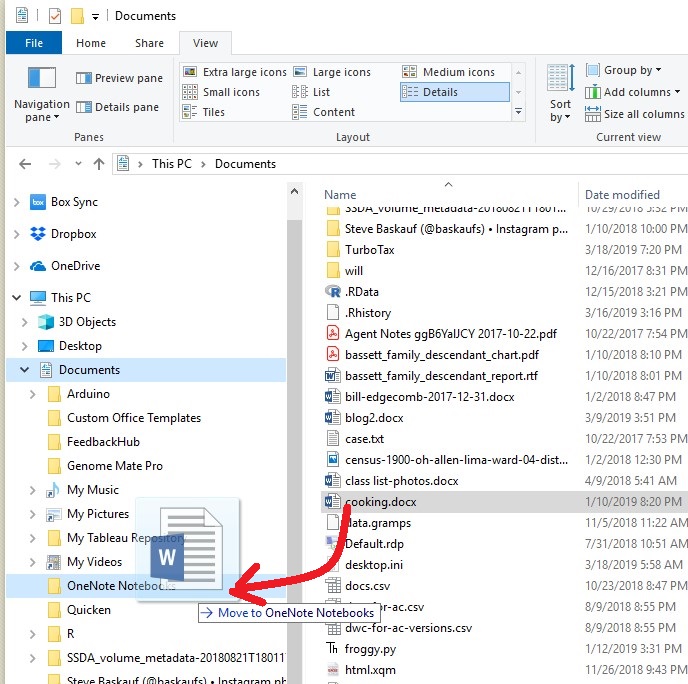 Documents
File Home Share View
Navigation pane
Preview pane
Details pane
Panes
Extra large icons Large icons Medium icons
Small icons List Details
Tiles Content
Layout
Sort by
Group by
Add columns
Size all columns
Current view
This PC > Documents
Box Sync
Dropbox
OneDrive
This PC
3D Objects
Desktop
Documents
Arduino
Custom Office Templates
FeedbackHub
Genome Mate Pro
My Music
My Pictures
My Tableau Repositor
My Videos
OneNote Notebooks
Quicken
R
SSDA_volume_metadata-20180821T18011
Steve Baskauf (@baskaufs) • Instagram ph
W
Move to OneNote Notebooks
Name Date modified
SSDA_volume_metadata-20180821T1801... 10/29/2018 5:52 PM
Steve Baskauf (@baskaufs) • Instagram p... 1/10/2018 10:00 PM
TurboTax 3/18/2019 7:20 PM
will 12/16/2017 8:31 PM
.RData 12/15/2018 3:21 PM
.Rhistory 3/16/2019 3:16 PM
Agent Notes ggB6YalJCY 2017-10-22.pdf 10/22/2017 7:54 PM
bassett_family_descendant_chart.pdf 1/10/2018 8:10 PM
bassett_family_descendant_report.rtf 1/10/2018 8:01 PM
bill-edgecomb-2017-12-31.docx 1/2/2018 8:47 PM
blog2.docx 3/9/2019 3:51 PM
case.txt 10/22/2017 7:53 PM
census-1900-oh-allen-lima-ward-04-dist... 1/2/2018 12:30 PM
class list-photos.docx 4/9/2018 5:41 AM
cooking.docx 1/10/2019 8:20 PM
data.gramps 11/5/2018 11:22 AM
Default.rdp 7/31/2018 10:51 AM
desktop.ini 3/18/2019 5:58 AM
docs.csv 10/23/2018 8:47 PM
for-ac.csv 8/9/2018 8:55 PM
dwc-for-ac-versions.csv 8/9/2018 8:55 PM
froggy.py 1/12/2019 3:31 PM
html.xqm 11/26/2018 9:43 PM